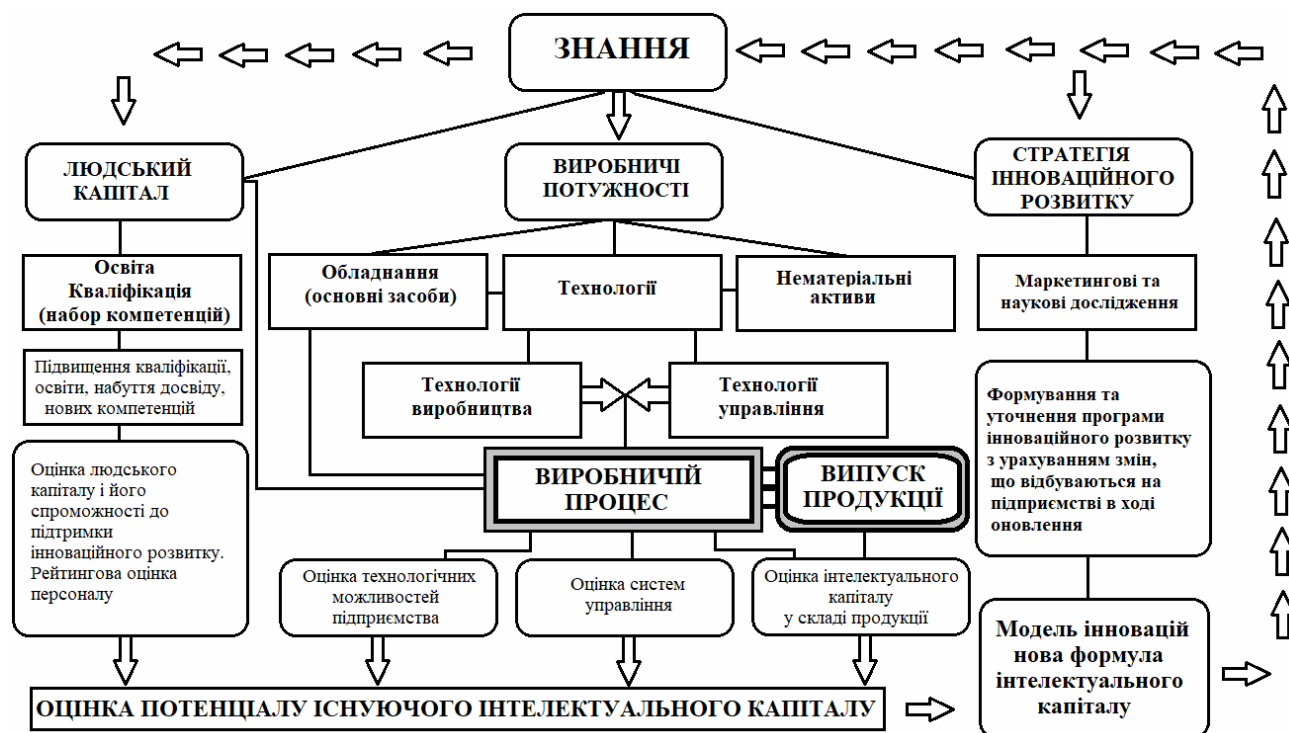 ЗНАННЯ
ЛЮДСЬКИЙ
КАПІТАЛ
ВИРОБНИЧІ
ПОТУЖНОСТІ
СТРАТЕГІЯ
ІННОВАЦІЙНОГО
РОЗВИТКУ
Освіта
Кваліфікація
(набор компетенцій)
Обладнання
(основні засоби)
Технології
Нематеріальні
активи
Маркетингові та
наукові дослідження
Підвищення кваліфікації,
освіти, набуття досвіду,
нових компетенцій
Технології
виробництва
Технології
управління
Формування та
уточнення програми
інноваційного розвитку
з урахуванням змін,
що відбуваються на
підприємстві в ході
оновлення
Оцінка людського
капіталу і його
спроможності до
підтримки
інноваційного розвитку.
Рейтингова оцінка
персоналу
ВИРОБНИЧІЙ
ПРОЦЕС
ВИПУСК
ПРОДУКЦІЇ
Оцінка технологічних
можливостей
підприємства
Оцінка систем
управління
Оцінка інтелектуального
капіталу
у складі продукції
Модель інновацій
нова формула
інтелектуального
капіталу
ОЦІНКА ПОТЕНЦІАЛУ ІСНУЮЧОГО ІНТЕЛЕКТУАЛЬНОГО КАПІТАЛУ